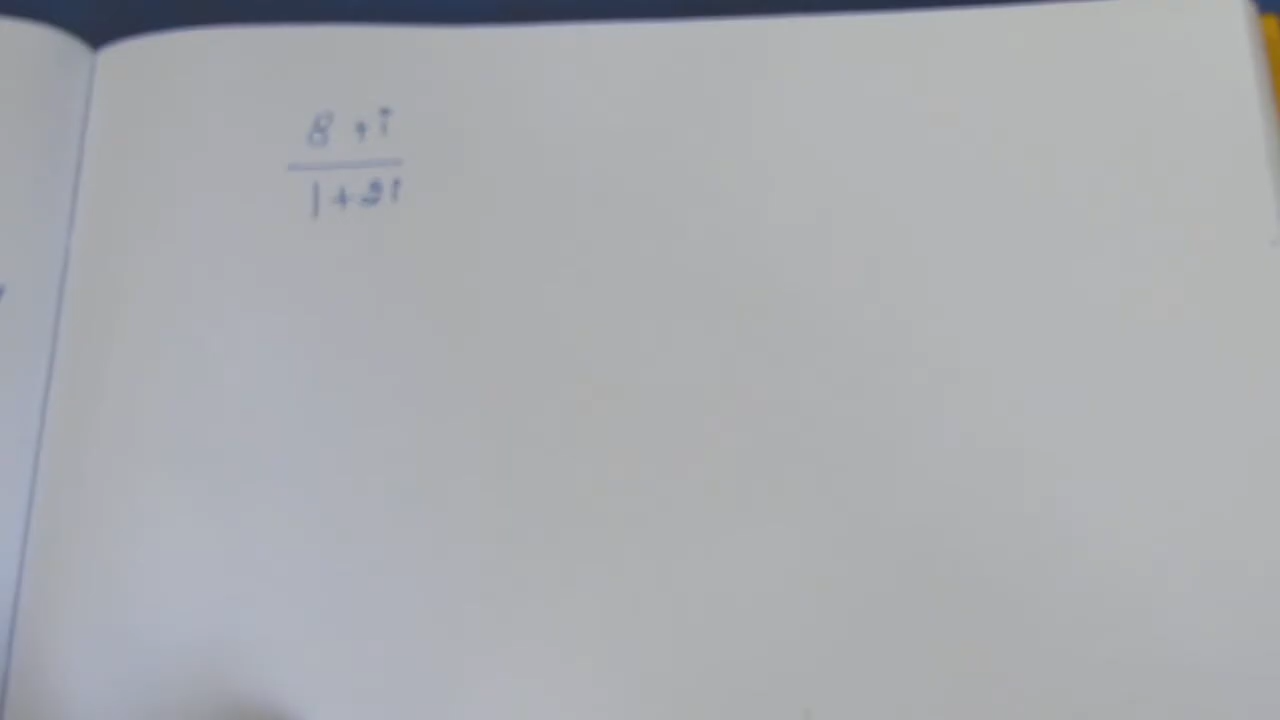 8 + i
1 + 2i